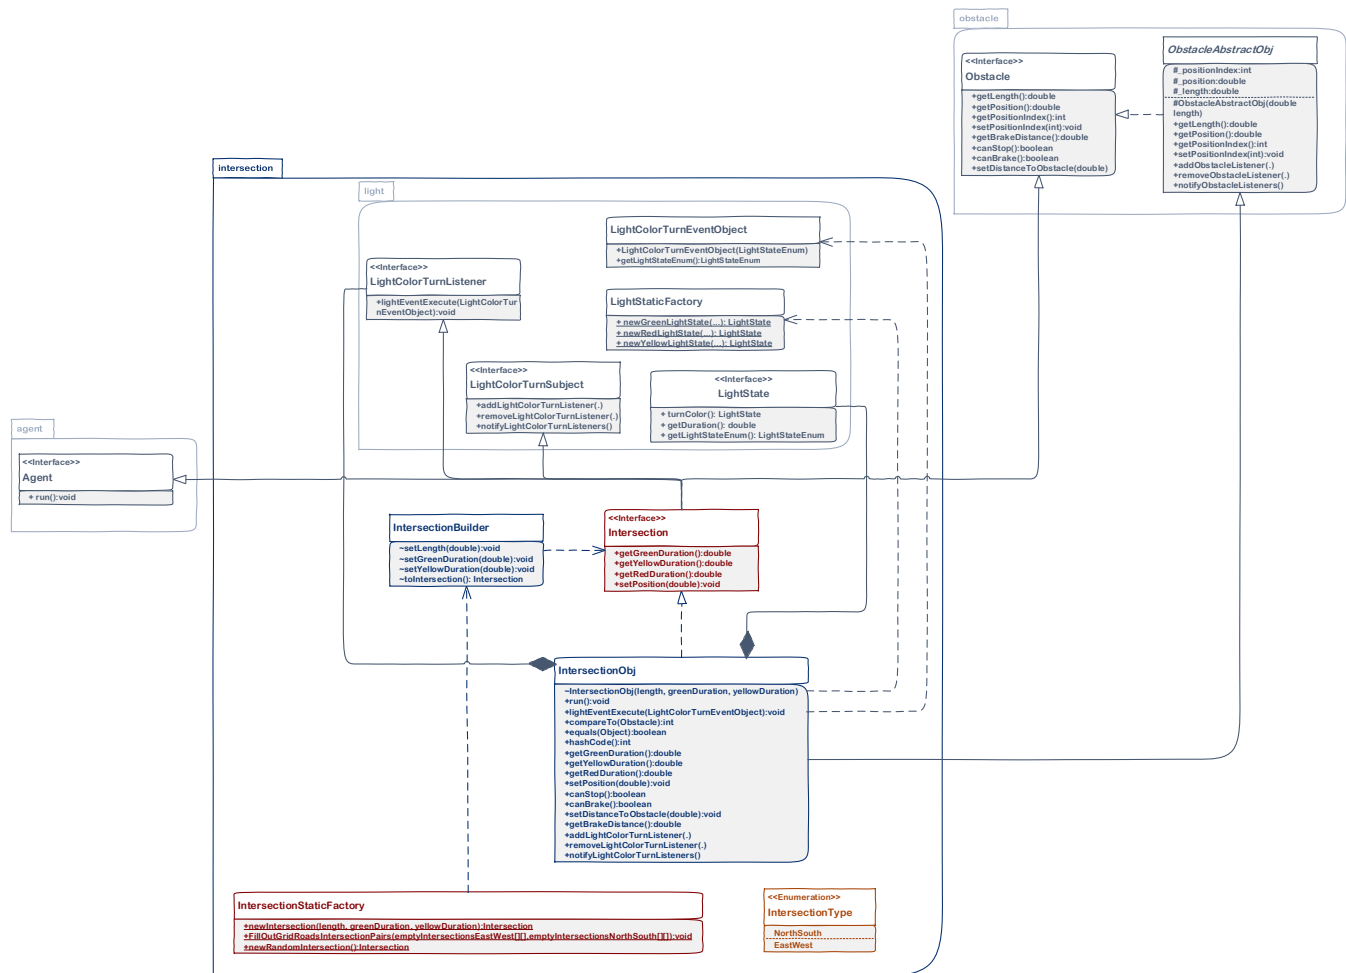 obstacle
<<Interface>>
Obstacle
+getLength():double
+getPosition():double
+getPositionIndex():int
+setPositionIndex(int):void
+getBrakeDistance():double
+canStop():boolean
+canBrake():boolean
+setDistanceToObstacle(double)
ObstacleAbstractObj
#_positionIndex:int
#_position:double
#_length:double
#ObstacleAbstractObj(double
length)
+getLength():double
+getPosition():double
+getPositionIndex():int
+setPositionIndex(int):void
+addObstacleListener(.)
+removeObstacleListener(.)
+notifyObstacleListeners()
intersection
light
LightColorTurnEventObject
+LightColorTurnEventObject(LightStateEnum)
+getLightStateEnum():LightStateEnum
<<Interface>>
LightColorTurnListener
+lightEventExecute(LightColorTur
nEventObject):void
LightStaticFactory
+ newGreenLightState(...): LightState
+ newRedLightState(...): LightState
+ newYellowLightState(...): LightState
<<Interface>>
LightColorTurnSubject
+addLightColorTurnListener(.)
+removeLightColorTurnListener(.)
+notifyLightColorTurnListeners()
<<Interface>>
LightState
+ turnColor(): LightState
+ getDuration(): double
+ getLightStateEnum(): LightStateEnum
agent
<<Interface>>
Agent
+ run():void
IntersectionBuilder
~setLength(double):void
~setGreenDuration(double):void
~setYellowDuration(double):void
~toIntersection(): Intersection
<<Interface>>
Intersection
+getGreenDuration():double
+getYellowDuration():double
+getRedDuration():double
+setPosition(double):void
IntersectionObj
~IntersectionObj(length, greenDuration, yellowDuration)
+run():void
+lightEventExecute(LightColorTurnEventObject):void
+compareTo(Obstacle):int
+equals(Object):boolean
+hashCode():int
+getGreenDuration():double
+getYellowDuration():double
+getRedDuration():double
+setPosition(double):void
+canStop():boolean
+canBrake():boolean
+setDistanceToObstacle(double):void
+getBrakeDistance():double
+addLightColorTurnListener(.)
+removeLightColorTurnListener(.)
+notifyLightColorTurnListeners()
IntersectionStaticFactory
+newIntersection(length, greenDuration, yellowDuration):Intersection
+FillOutGridRoadsIntersectionPairs(emptyIntersectionsEastWest[][],emptyIntersectionsNorthSouth[][]):void
+newRandomIntersection():Intersection
<<Enumeration>>
IntersectionType
NorthSouth
EastWest